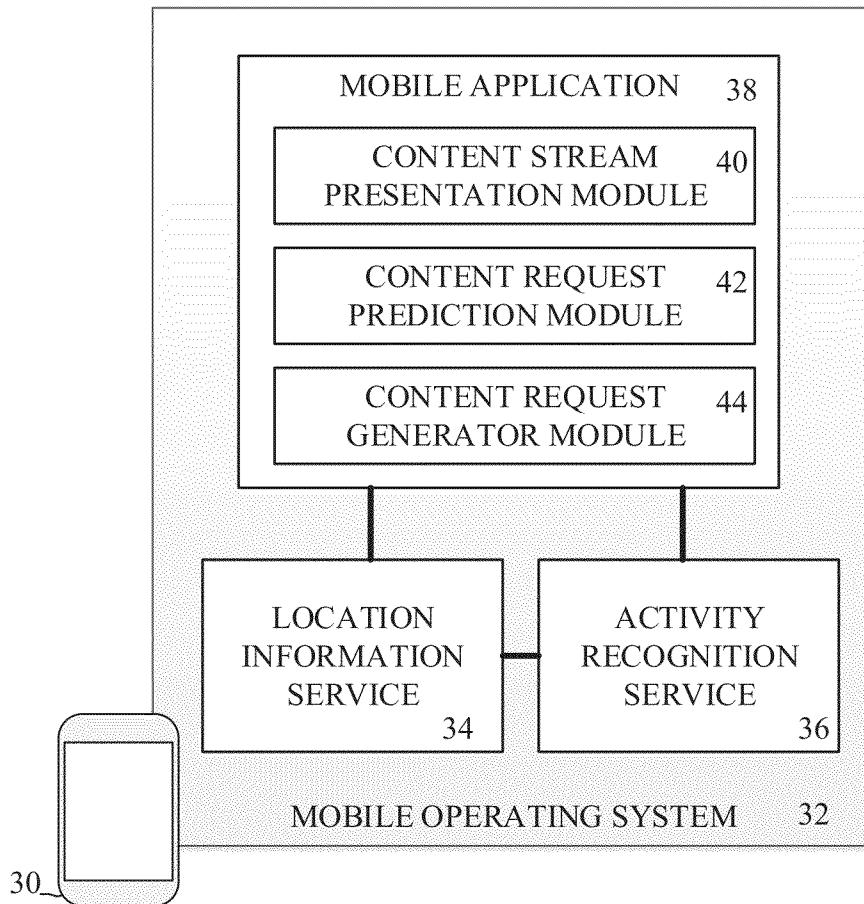 MOBILE APPLICATION 38
CONTENT STREAM 40
PRESENTATION MODULE
CONTENT REQUEST 42
PREDICTION MODULE
CONTENT REQUEST 44
GENERATOR MODULE
LOCATION
INFORMATION
SERVICE
34
ACTIVITY
RECOGNITION
SERVICE
36
MOBILE OPERATING SYSTEM 32
30